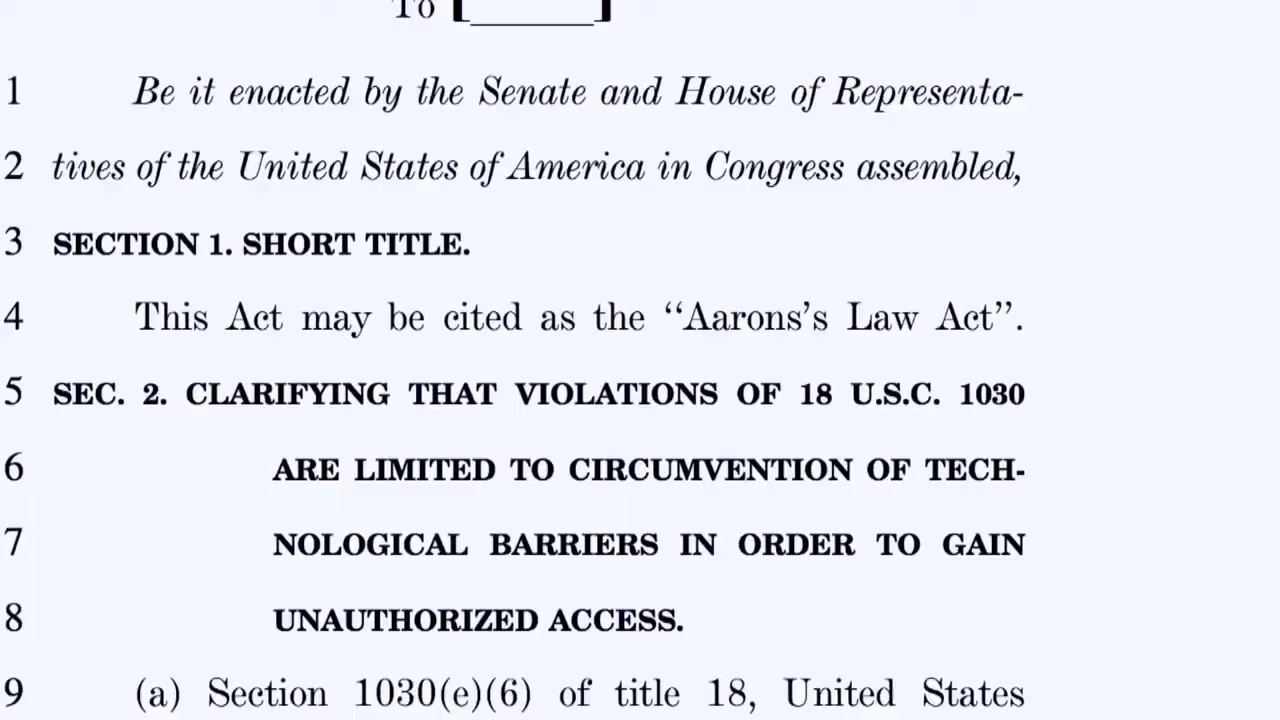 To [________]
1 Be it enacted by the Senate and House of Representa-
2 tives of the United States of America in Congress assembled,
3 SECTION 1. SHORT TITLE.
4 This Act may be cited as the ‘‘Aarons’s Law Act’’.
5 SEC. 2. CLARIFYING THAT VIOLATIONS OF 18 U.S.C. 1030
6 ARE LIMITED TO CIRCUMVENTION OF TECH-
7 NOLOGICAL BARRIERS IN ORDER TO GAIN
8 UNAUTHORIZED ACCESS.
9 (a) Section 1030(e)(6) of title 18, United States